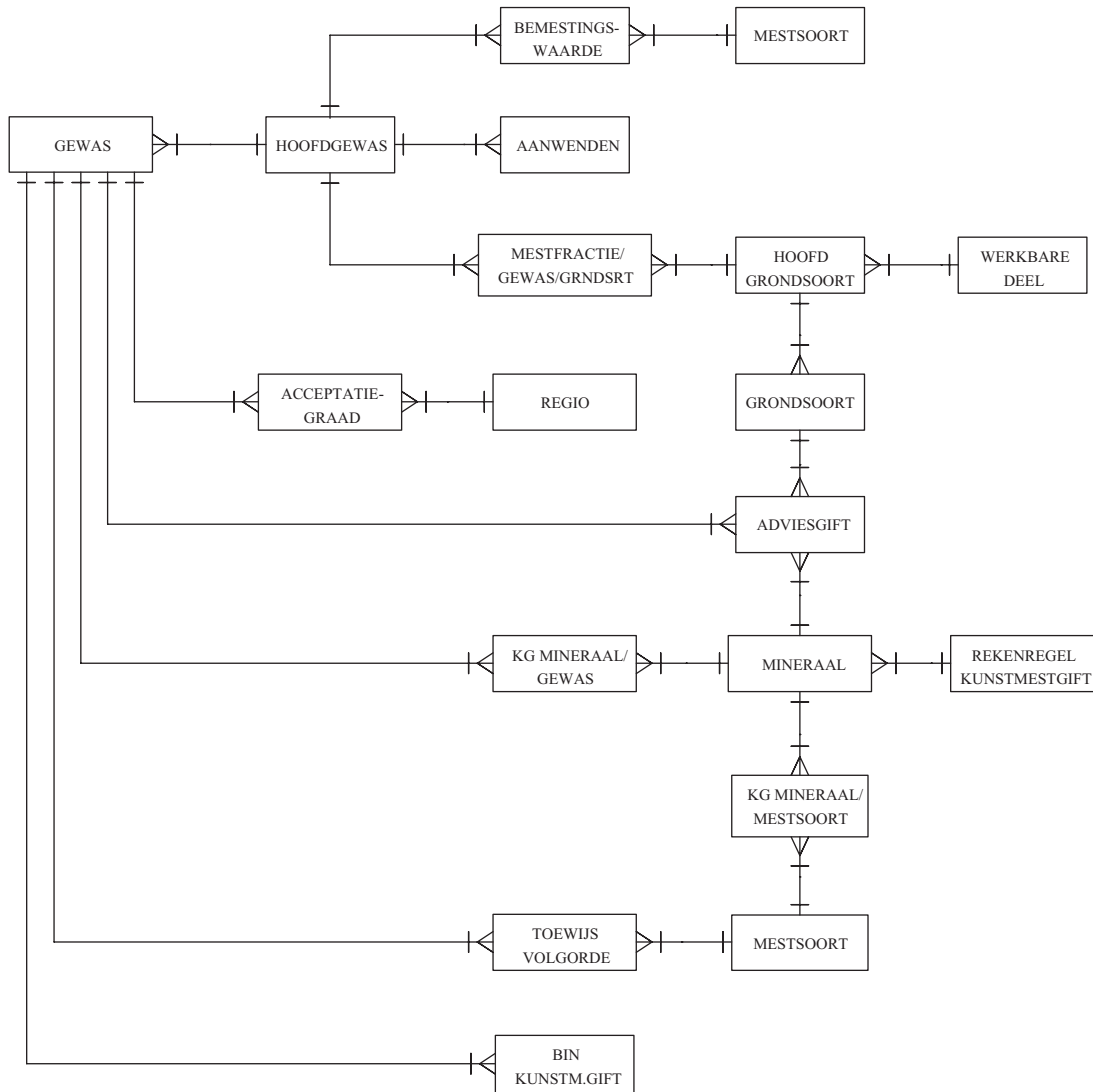 BEMESTINGS-
WAARDE
MESTSOORT
GEWAS
HOOFDGEWAS
AANWENDEN
MESTFRACTIE/
GEWAS/GRNDSRT
HOOFD
GRONDSOORT
WERKBARE
DEEL
ACCEPTATIE-
GRAAD
REGIO
GRONDSOORT
ADVIESGIFT
KG MINERAAL/
GEWAS
MINERAAL
REKENREGEL
KUNSTMESTGIFT
KG MINERAAL/
MESTSOORT
TOEWIJS
VOLGORDE
MESTSOORT
BIN
KUNSTM.GIFT